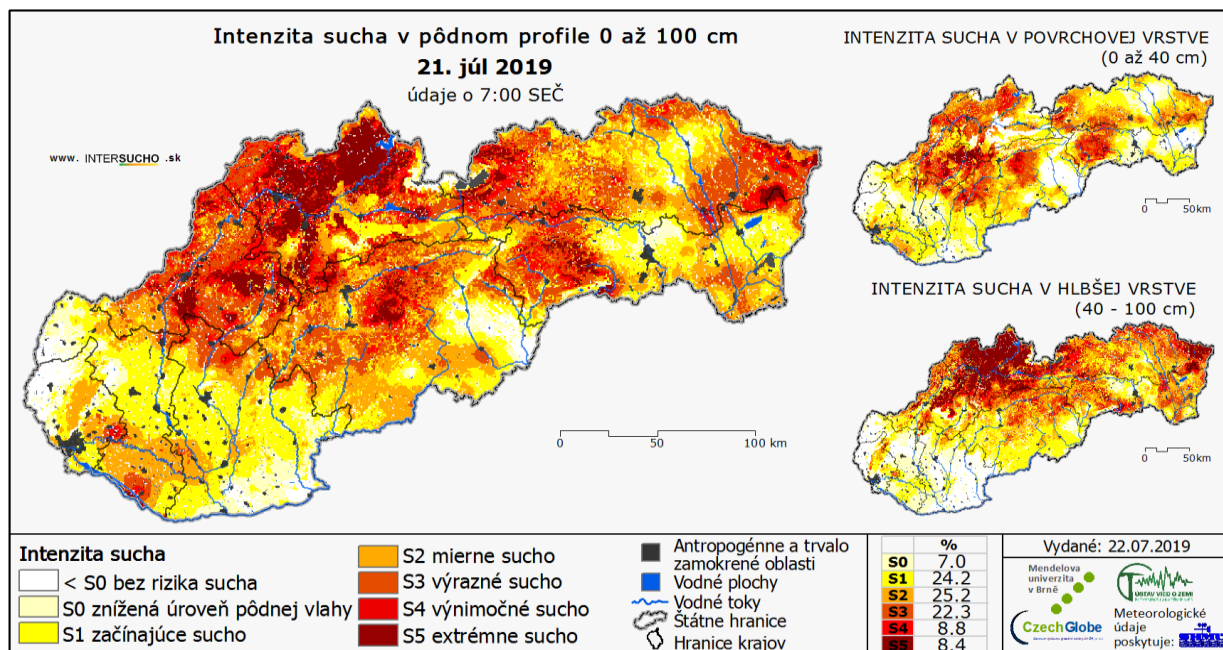 Intenzita sucha v pôdnom profile 0 až 100 cm
21. júl 2019
údaje o 7:00 SEČ
www. INTERSUCHO .sk
0 50 100 km
INTENZITA SUCHA V POVRCHOVEJ VRSTVE
(0 až 40 cm)
0 50km
INTENZITA SUCHA V HLBŠEJ VRSTVE
(40 - 100 cm)
0 50km
Intenzita sucha
< S0 bez rizika sucha
S0 znížená úroveň pôdnej vlahy
S1 začínajúce sucho
S2 mierne sucho
S3 výrazné sucho
S4 výnimočné sucho
S5 extrémne sucho
Antropogénne a trvalo
zamokrené oblasti
Vodné plochy
Vodné toky
Štátne hranice
Hranice krajov
%
S0 7.0
S1 24.2
S2 25.2
S3 22.3
S4 8.8
S5 8.4
Vydané: 22.07.2019
Mendelova
univerzita
v Brně
CzechGlobe
Meteorologické
údaje
poskytuje: